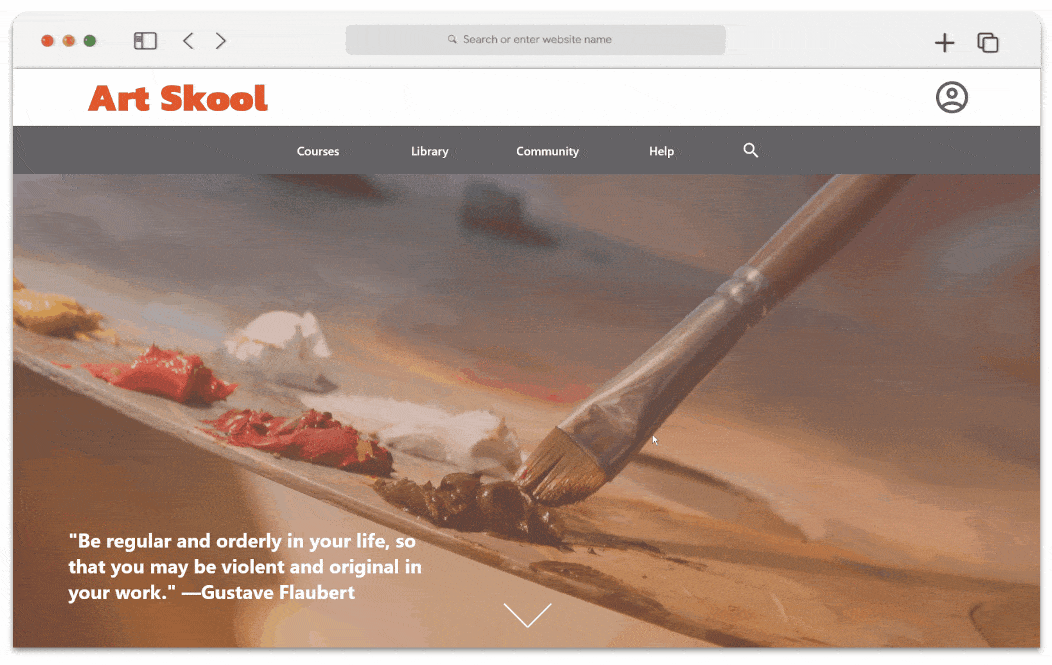 Search or enter website name
Art Skool
Courses Library Community Help
"Be regular and orderly in your life, so
that you may be violent and original in
your work." —Gustave Flaubert